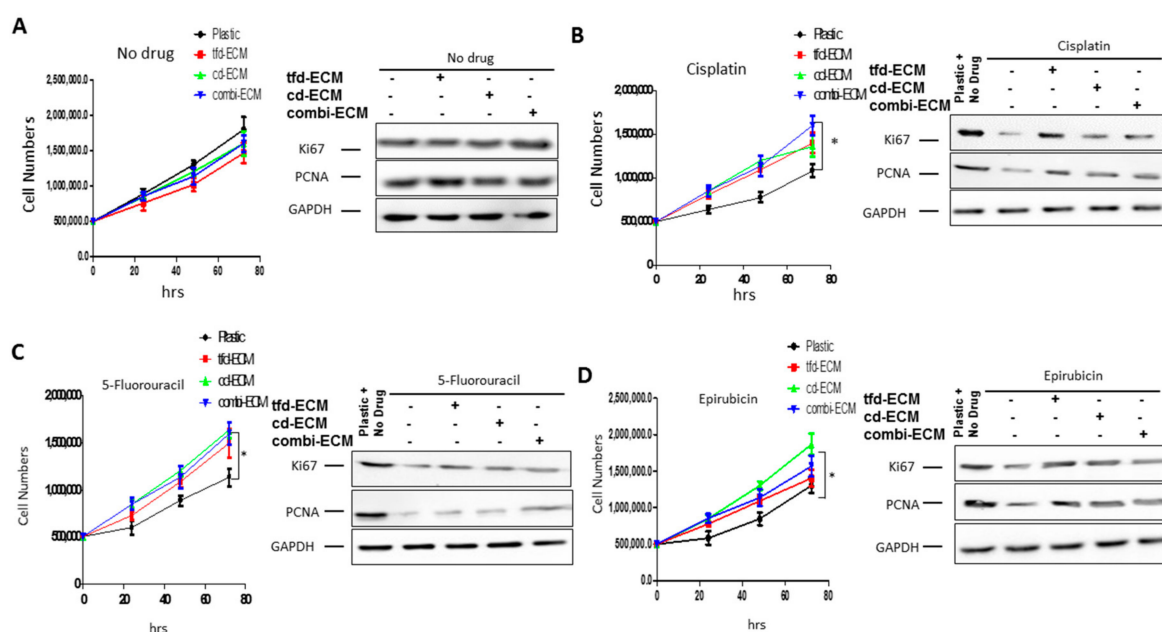 A
No drug
Plastic
tfd-ECM
cd-ECM
combi-ECM
2,500,000.0
2,000,000.0
1,500,000.0
1,000,000.0
500,000.0
0.0
Cell Numbers
0 20 40 60 80
hrs
No drug
tfd-ECM - + - -
cd-ECM - - + -
combi-ECM - - - +
Ki67
PCNA
GAPDH
B
Cisplatin
Plastic
tfd-ECM
cd-ECM
combi-ECM
2,000,000
1,500,000
1,000,000
500,000
0.0
Cell Numbers
*
0 20 40 60 80
hrs
Plastic +
No Drug
Cisplatin
tfd-ECM - + - -
cd-ECM - - + -
combi-ECM - - - +
Ki67
PCNA
GAPDH
C
5-Fluorouracil
Plastic
tfd-ECM
cd-ECM
combi-ECM
2000000
1500000
1000000
500000
0.0
Cell Numbers
*
0 20 40 60 80
hrs
Plastic +
No Drug
5-Fluorouracil
tfd-ECM - + - -
cd-ECM - - + -
combi-ECM - - - +
Ki67
PCNA
GAPDH
D
Epirubicin
Plastic
tfd-ECM
cd-ECM
combi-ECM
2,500,000.0
2,000,000.0
1,500,000.0
1,000,000.0
500,000.0
0.0
Cell Numbers
*
0 20 40 60 80
hrs
Plastic +
No Drug
Epirubicin
tfd-ECM - + - -
cd-ECM - - + -
combi-ECM - - - +
Ki67
PCNA
GAPDH